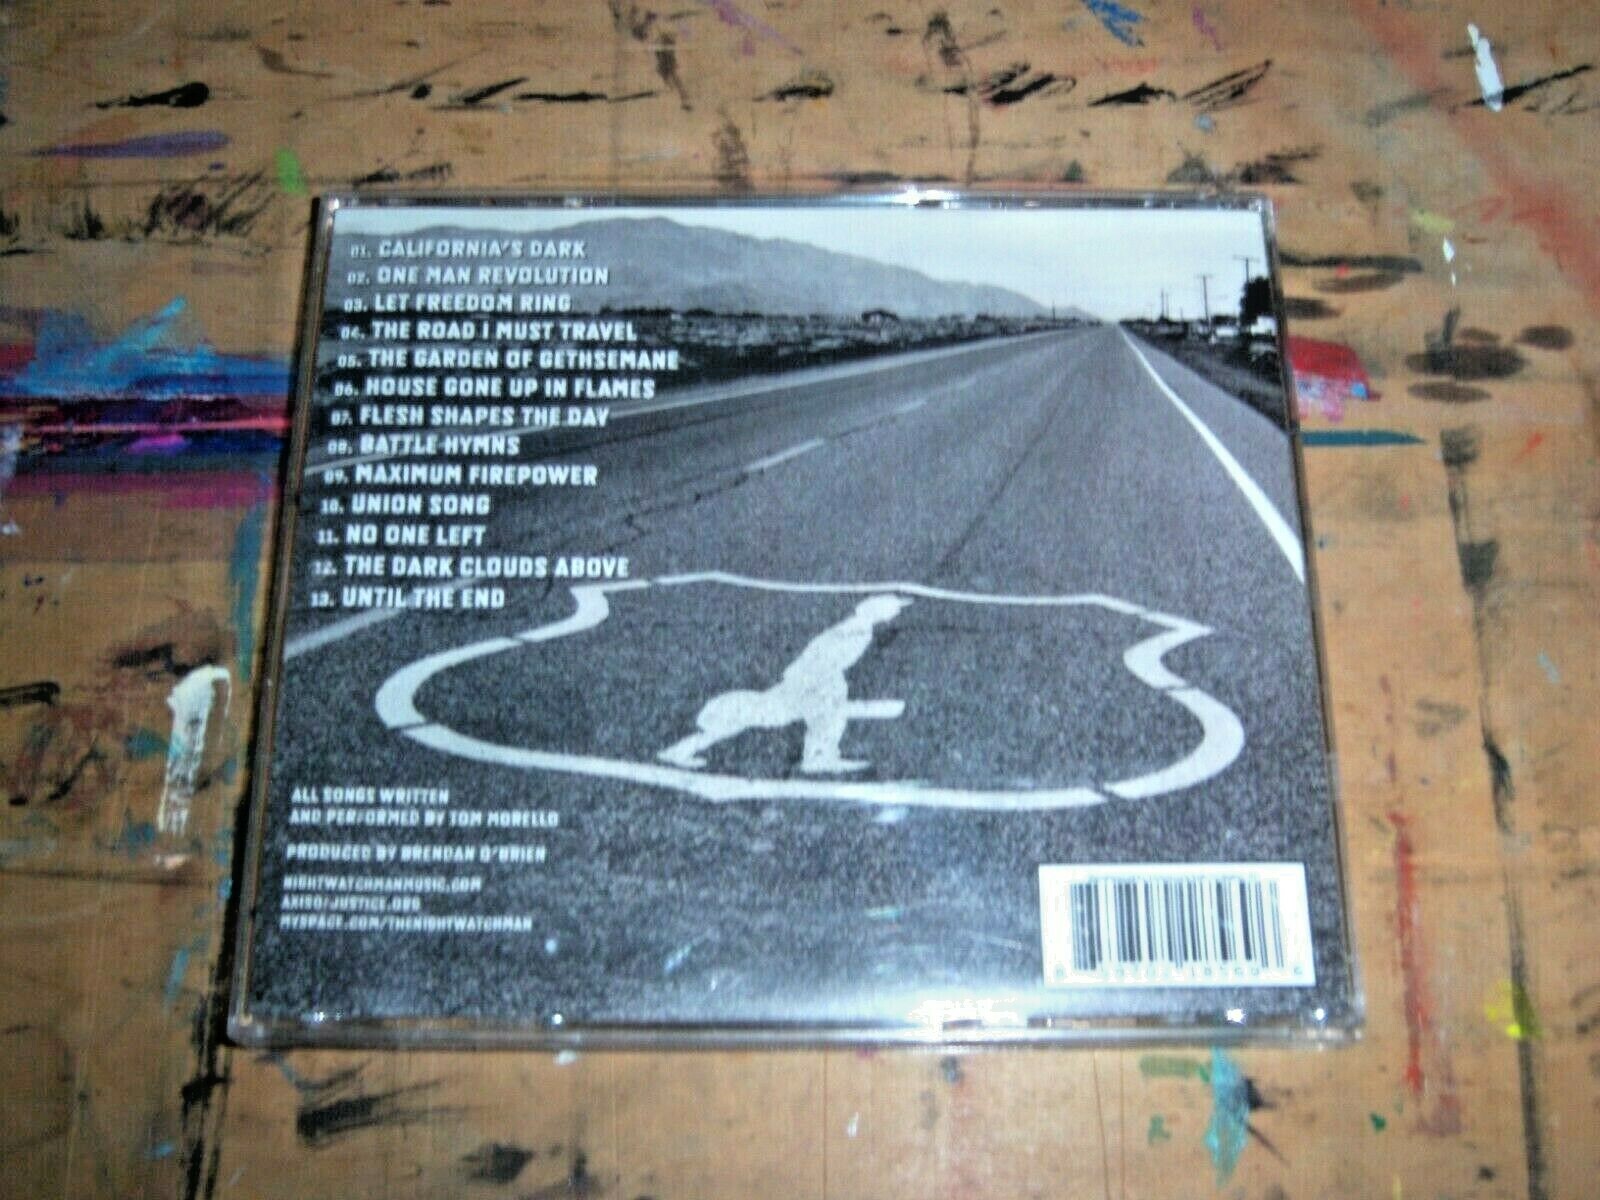 01. CALIFORNIA'S DARK
02. ONE MAN REVOLUTION
03. LET FREEDOM RING
04. THE ROAD I MUST TRAVEL
05. THE GARDEN OF GETHSEMANE
06. HOUSE GONE UP IN FLAMES
07. FLESH SHAPES THE DAY
08. BATTLE HYMNS
09. MAXIMUM FIREPOWER
10. UNION SONG
11. NO ONE LEFT
12. THE DARK CLOUDS ABOVE
13. UNTIL THE END
ALL SONGS WRITTEN
AND PERFORMED BY TOM MORELLO
PRODUCED BY BRENDAN O'BRIEN
NIGHTWATCHMANMUSIC.COM
AXISOFJUSTICE.ORG
MYSPACE.COM/THENIGHTWATCHMAN